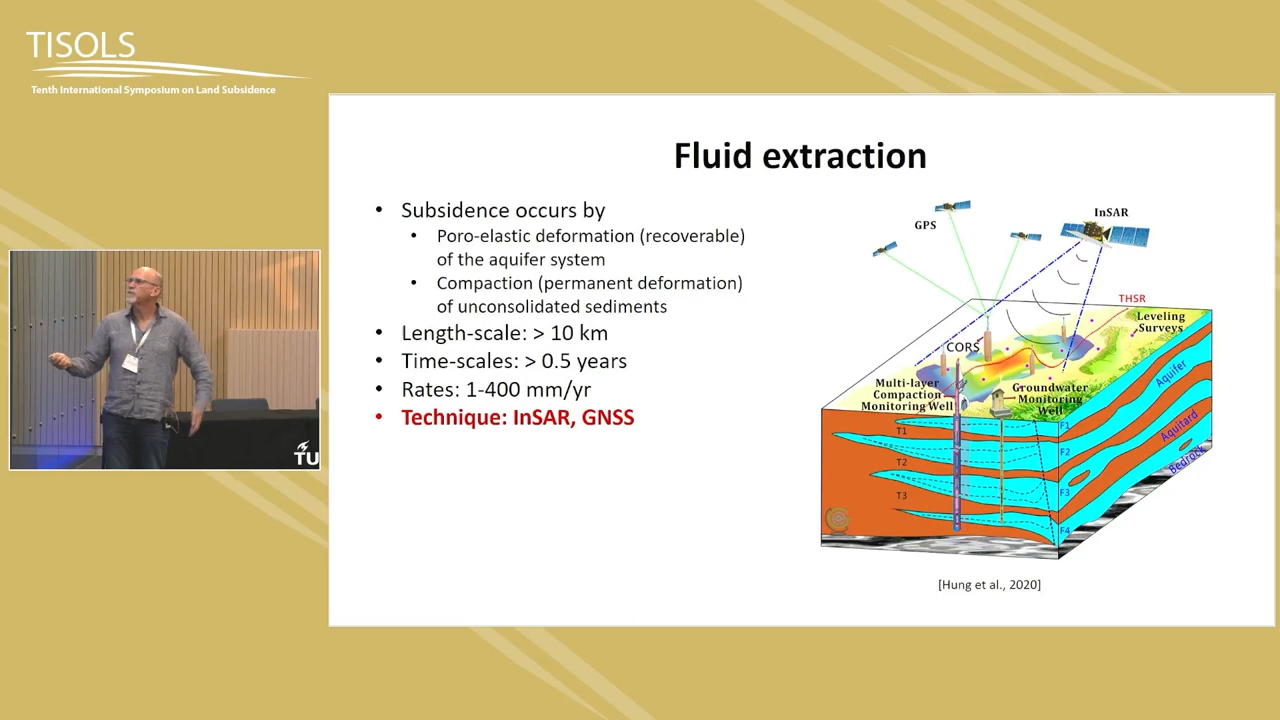 TISOLS
Tenth International Symposium on Land Subsidence
Fluid extraction
• Subsidence occurs by
• Poro-elastic deformation (recoverable)
of the aquifer system
• Compaction (permanent deformation)
of unconsolidated sediments
• Length-scale: > 10 km
• Time-scales: > 0.5 years
• Rates: 1-400 mm/yr
• Technique: InSAR, GNSS
GPS
InSAR
THSR
Leveling
Surveys
CORS
Multi-layer
Compaction
Monitoring Well
Groundwater
Monitoring
Well
Aquifer
Aquitard
Bedrock
T1
T2
T3
F1
F2
F3
F4
[Hung et al., 2020]
TU